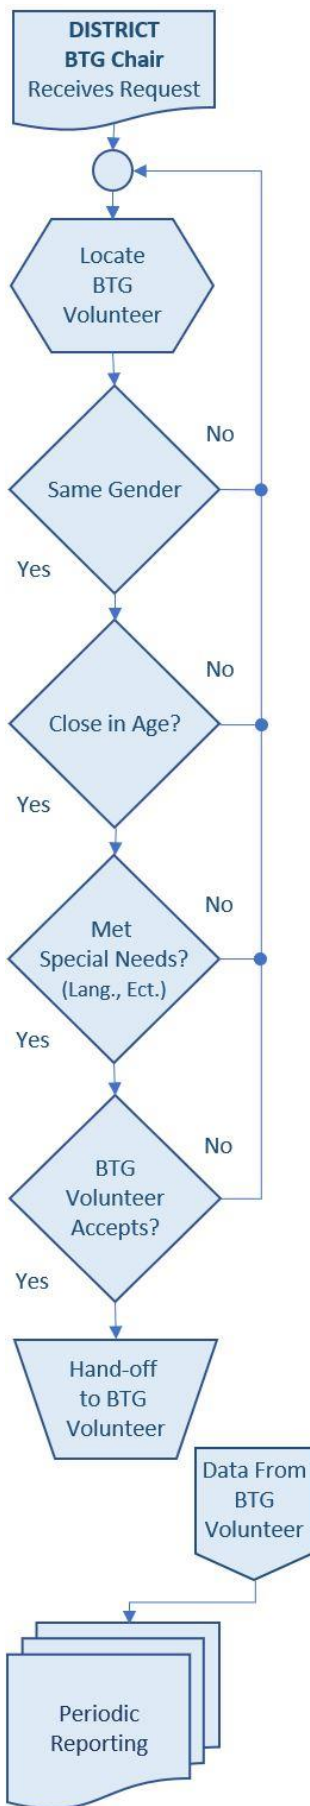 DISTRICT
BTG Chair
Receives Request
Locate
BTG
Volunteer
No
Same Gender
Yes
No
Close in Age?
Yes
No
Met
Special Needs?
(Lang., Ect.)
Yes
No
BTG
Volunteer
Accepts?
Yes
Hand-off
to BTG
Volunteer
Data From
BTG
Volunteer
Periodic
Reporting